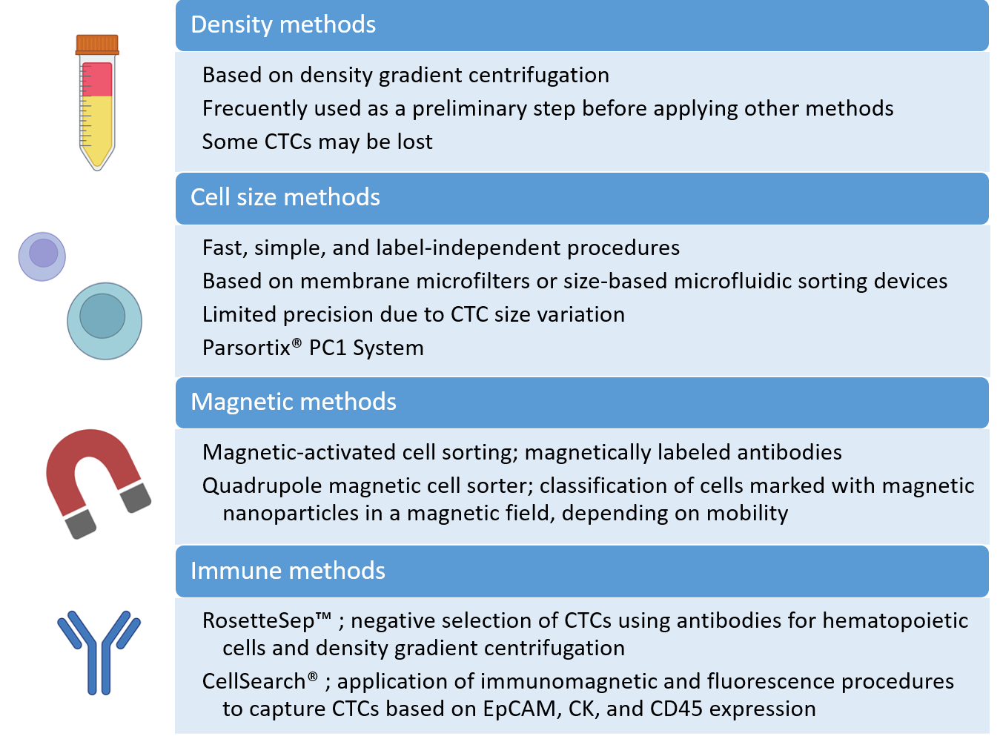 Density methods
Based on density gradient centrifugation
Frecuently used as a preliminary step before applying other methods
Some CTCs may be lost
Cell size methods
Fast, simple, and label-independent procedures
Based on membrane microfilters or size-based microfluidic sorting devices
Limited precision due to CTC size variation
Parsortix® PC1 System
Magnetic methods
Magnetic-activated cell sorting; magnetically labeled antibodies
Quadrupole magnetic cell sorter; classification of cells marked with magnetic
nanoparticles in a magnetic field, depending on mobility
Immune methods
RosetteSep™ ; negative selection of CTCs using antibodies for hematopoietic
cells and density gradient centrifugation
CellSearch® ; application of immunomagnetic and fluorescence procedures
to capture CTCs based on EpCAM, CK, and CD45 expression